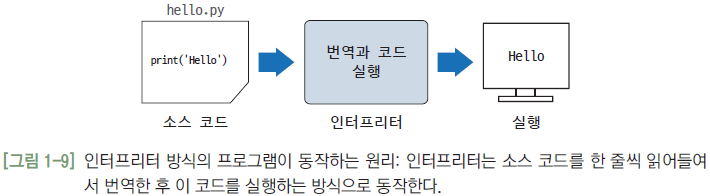 hello.py
print('Hello')
번역과 코드
실행
Hello
소스 코드
인터프리터
실행
[그림 1-9] 인터프리터 방식의 프로그램이 동작하는 원리: 인터프리터는 소스 코드를 한 줄씩 읽어들여
서 번역한 후 이 코드를 실행하는 방식으로 동작한다.